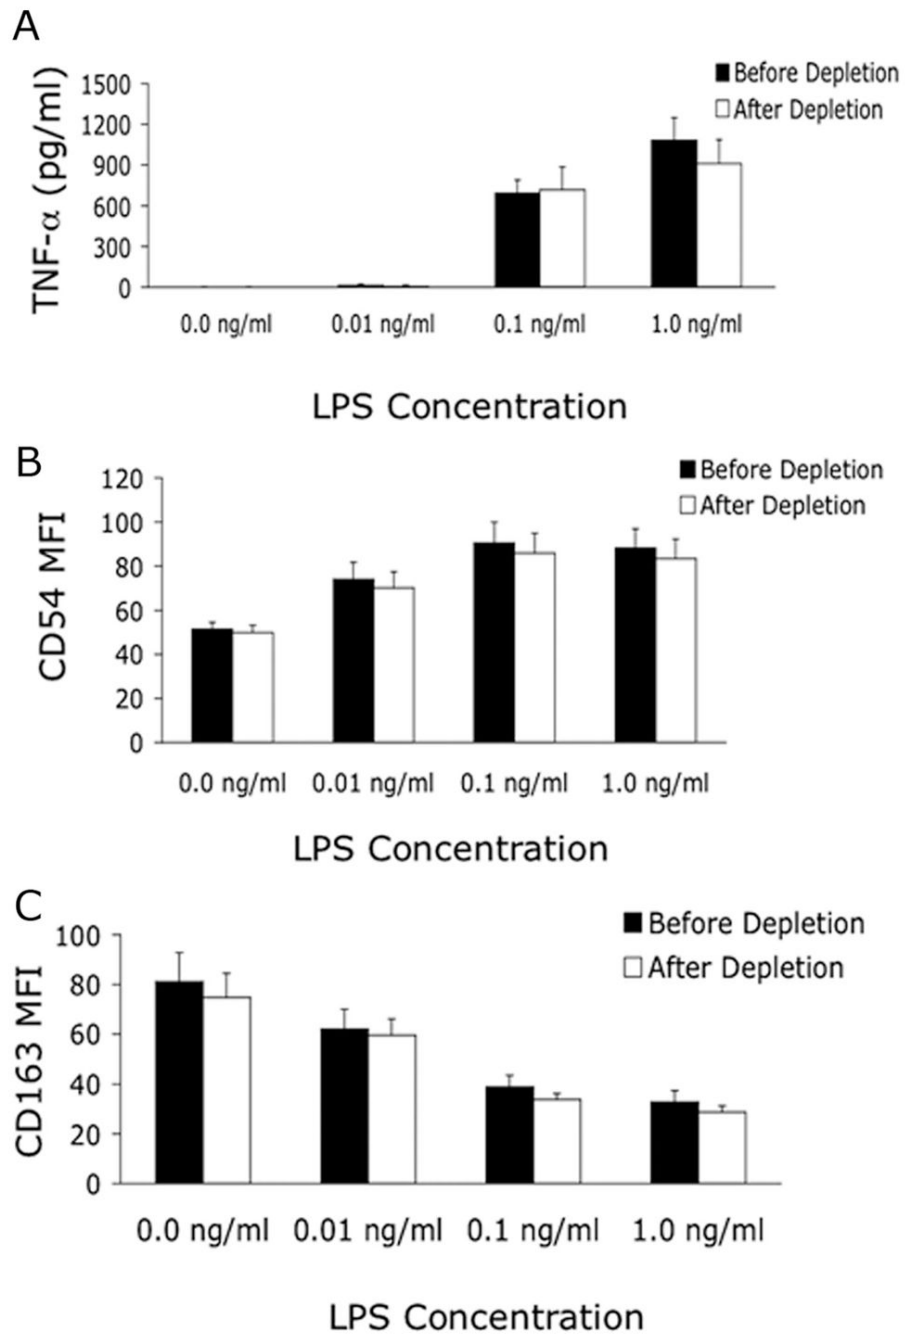 A
TNF-α (pg/ml)
1500
1200
900
600
300
0
Before Depletion
After Depletion
0.0 ng/ml 0.01 ng/ml 0.1 ng/ml 1.0 ng/ml
LPS Concentration
B
CD54 MFI
120
100
80
60
40
20
0
Before Depletion
After Depletion
0.0 ng/ml 0.01 ng/ml 0.1 ng/ml 1.0 ng/ml
LPS Concentration
C
CD163 MFI
100
80
60
40
20
0
Before Depletion
After Depletion
0.0 ng/ml 0.01 ng/ml 0.1 ng/ml 1.0 ng/ml
LPS Concentration